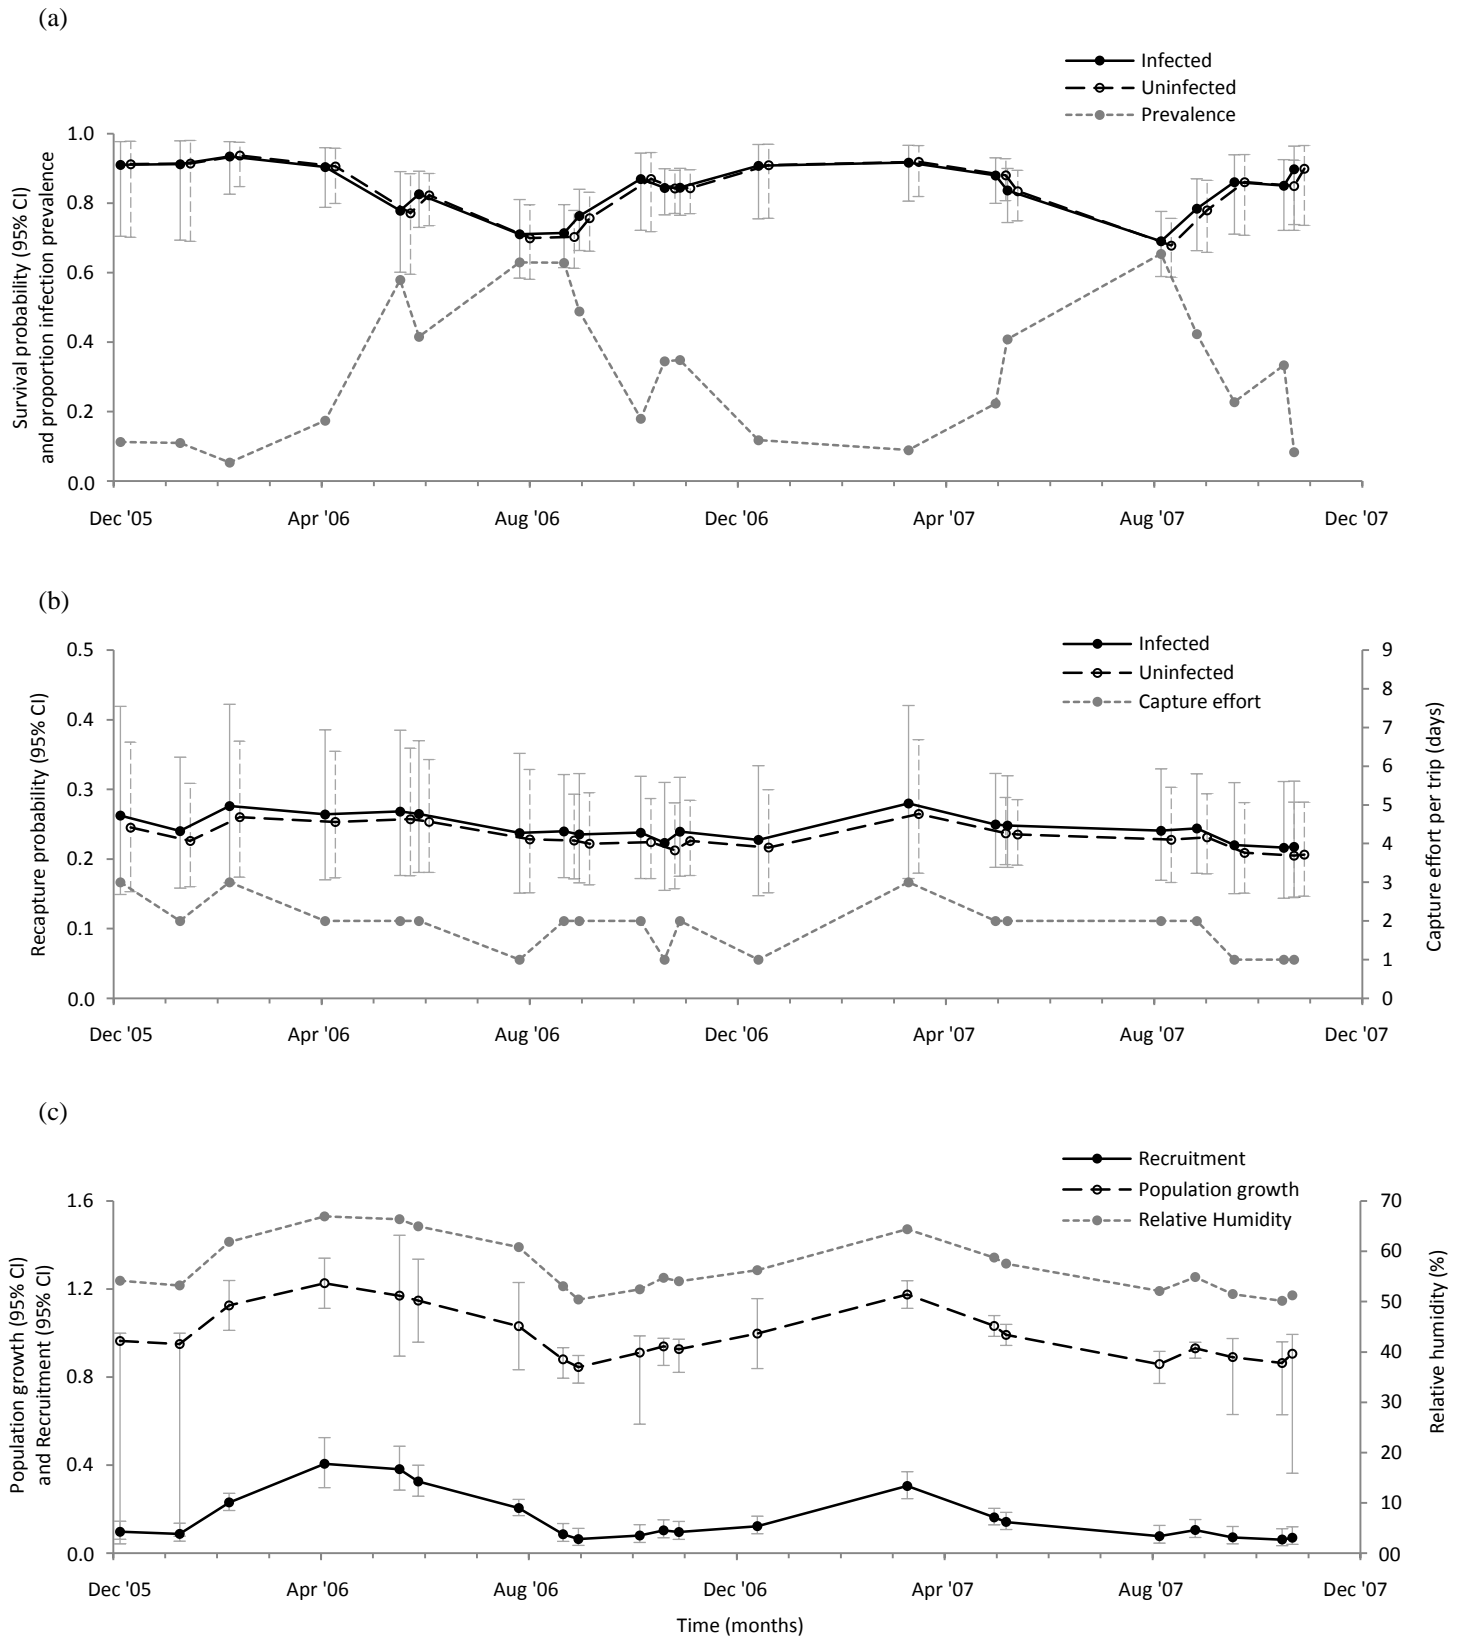 (a)
Infected
Uninfected
Prevalence
Survival probability (95% CI)
and proportion infection prevalence
1.0
0.8
0.6
0.4
0.2
0.0
Dec '05 Apr '06 Aug '06 Dec '06 Apr '07 Aug '07 Dec '07
(b)
Infected
Uninfected
Capture effort
Recapture probability (95% CI)
0.5
0.4
0.3
0.2
0.1
0.0
9
8
7
6
5
4
3
2
1
0
Capture effort per trip (days)
Dec '05 Apr '06 Aug '06 Dec '06 Apr '07 Aug '07 Dec '07
(c)
Recruitment
Population growth
Relative Humidity
Population growth (95% CI)
and Recruitment (95% CI)
1.6
1.2
0.8
0.4
0.0
70
60
50
40
30
20
10
00
Relative humidity (%)
Dec '05 Apr '06 Aug '06 Dec '06 Apr '07 Aug '07 Dec '07
Time (months)